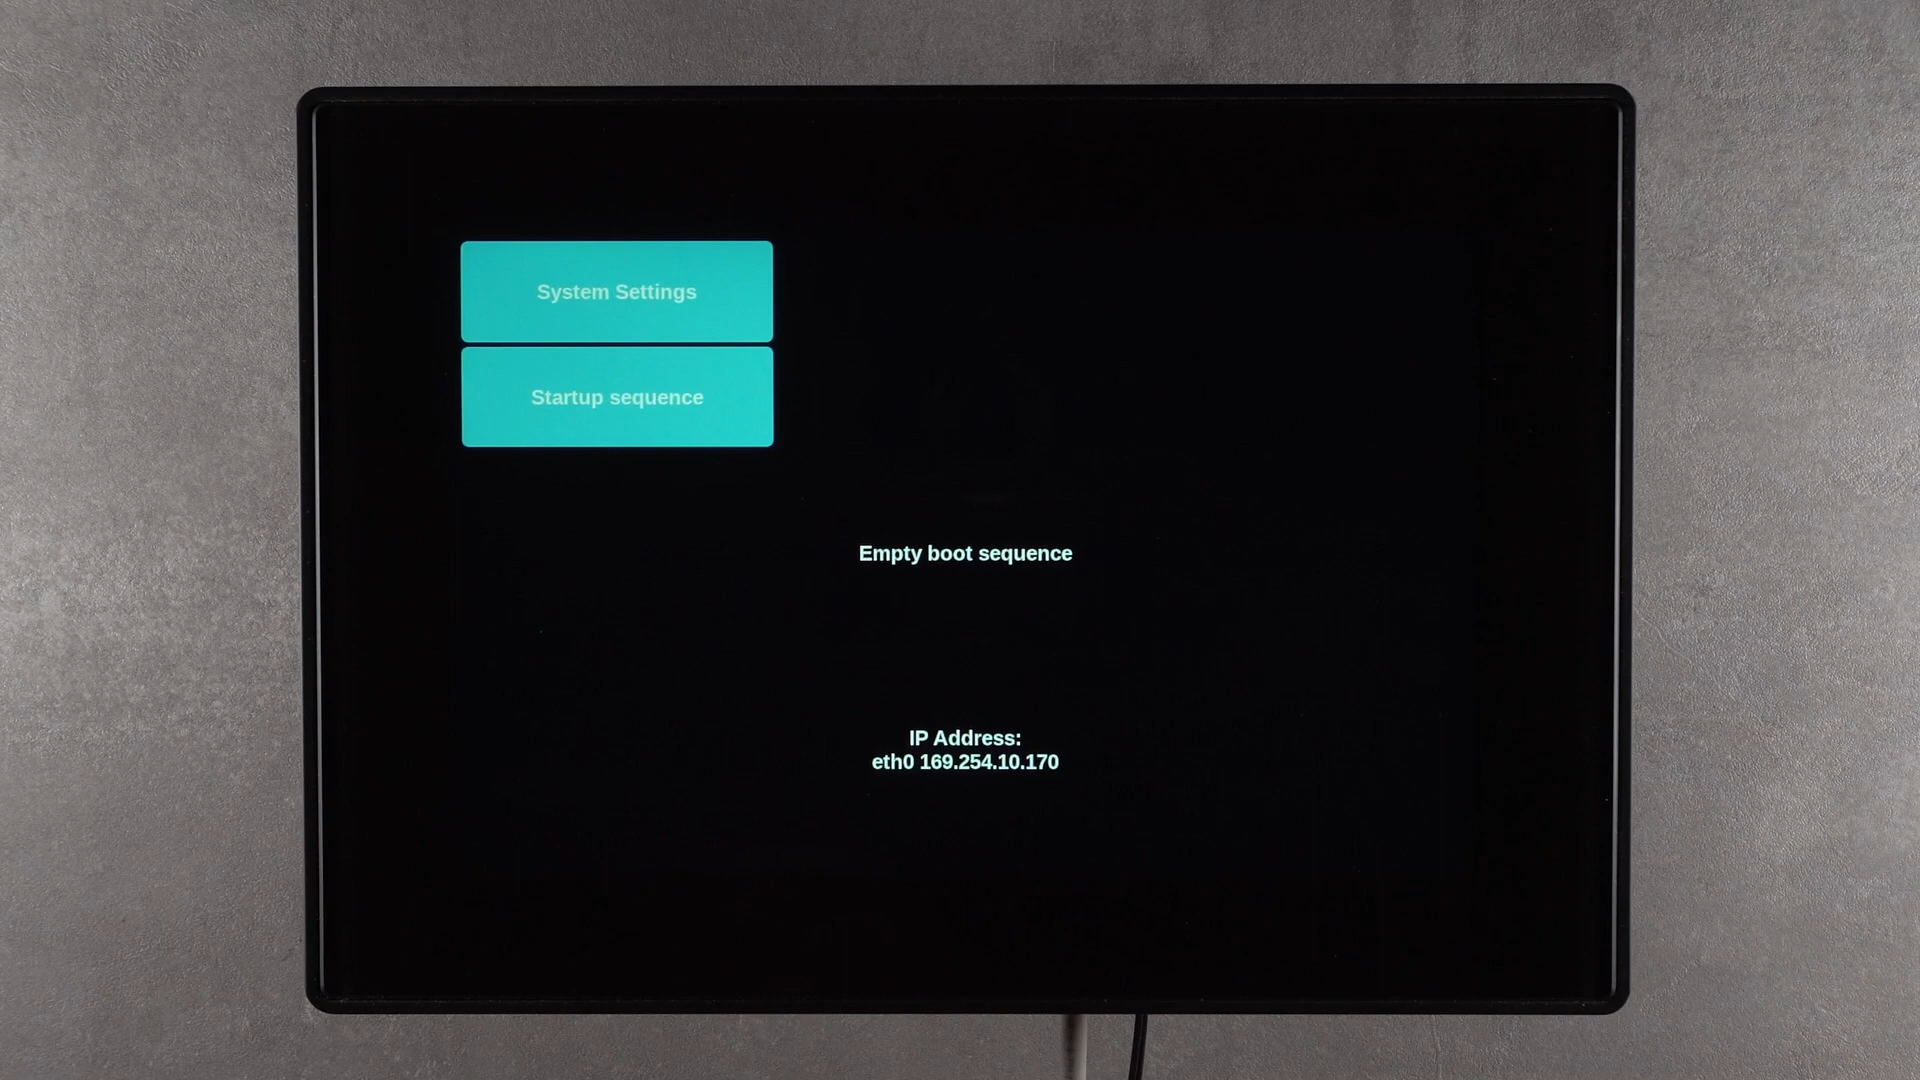 System Settings
Startup sequence
Empty boot sequence
IP Address:
eth0 169.254.10.170